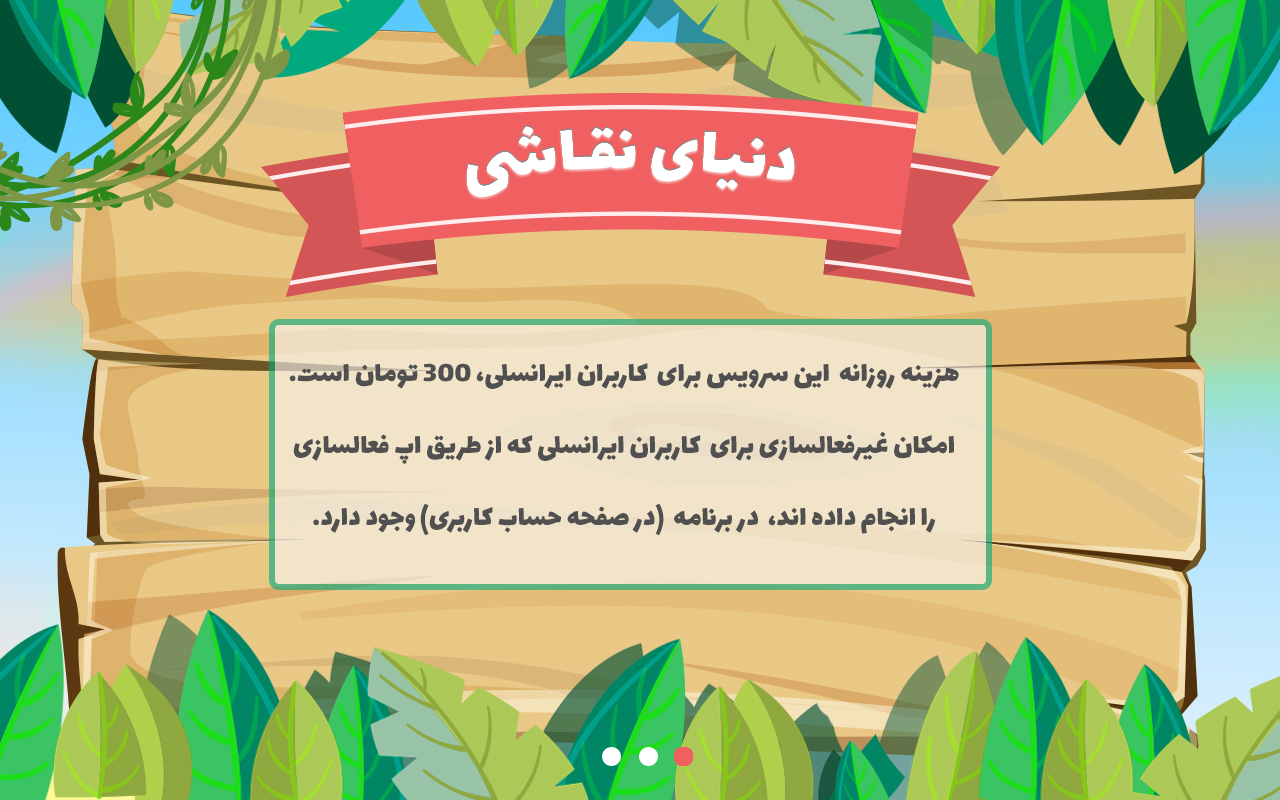 دنیای نقاشی
هزینه روزانه این سرویس برای کاربران ایرانسلی، 300 تومان است.
امکان غیرفعالسازی برای کاربران ایرانسلی که از طریق اپ فعالسازی
را انجام داده اند، در برنامه (در صفحه حساب کاربری) وجود دارد.